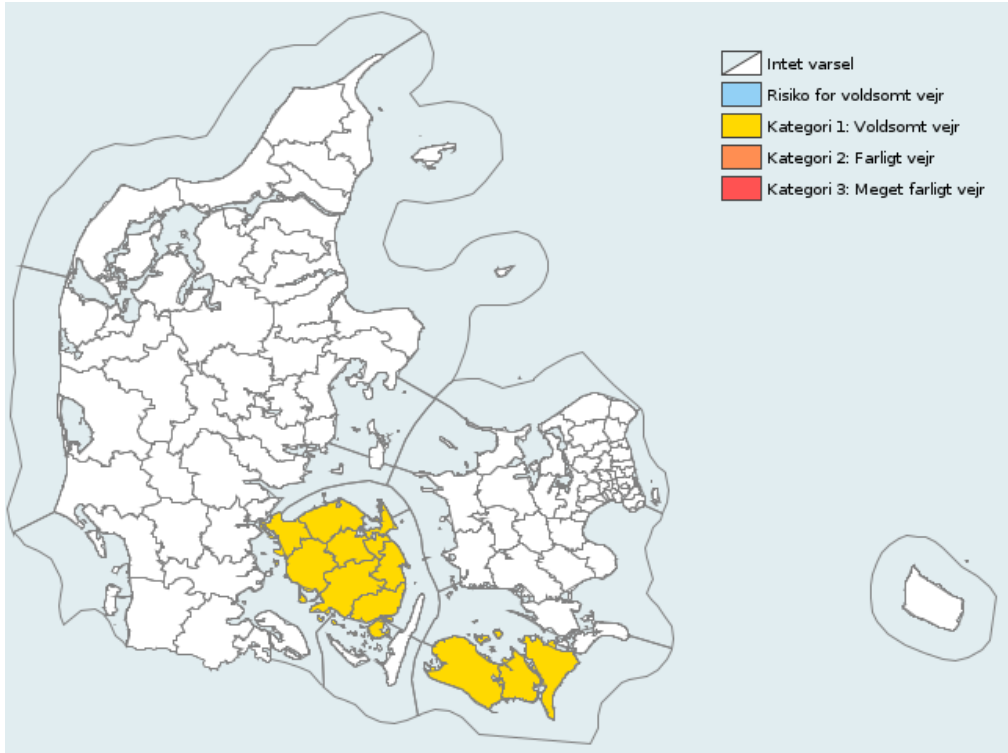 Intet varsel
Risiko for voldsomt vejr
Kategori 1: Voldsomt vejr
Kategori 2: Farligt vejr
Kategori 3: Meget farligt vejr